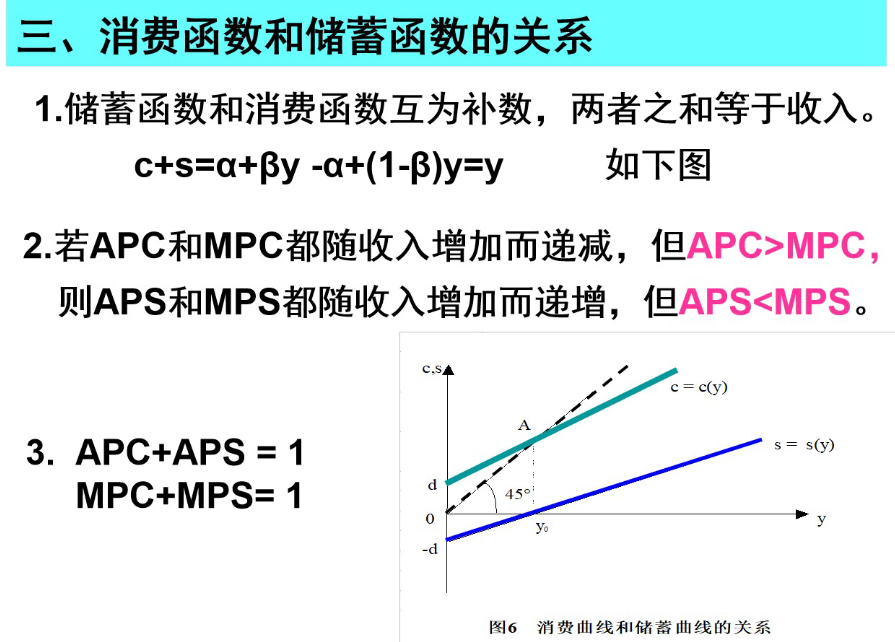 三、消费函数和储蓄函数的关系
1.储蓄函数和消费函数互为补数，两者之和等于收入。
c+s=α+βy -α+(1-β)y=y 如下图
2.若APC和MPC都随收入增加而递减，但APC>MPC，
则APS和MPS都随收入增加而递增，但APS<MPS。
3. APC+APS = 1
MPC+MPS= 1
c,s
c = c(y)
A
s = s(y)
d
45°
0
y₀
y
-d
图6 消费曲线和储蓄曲线的关系